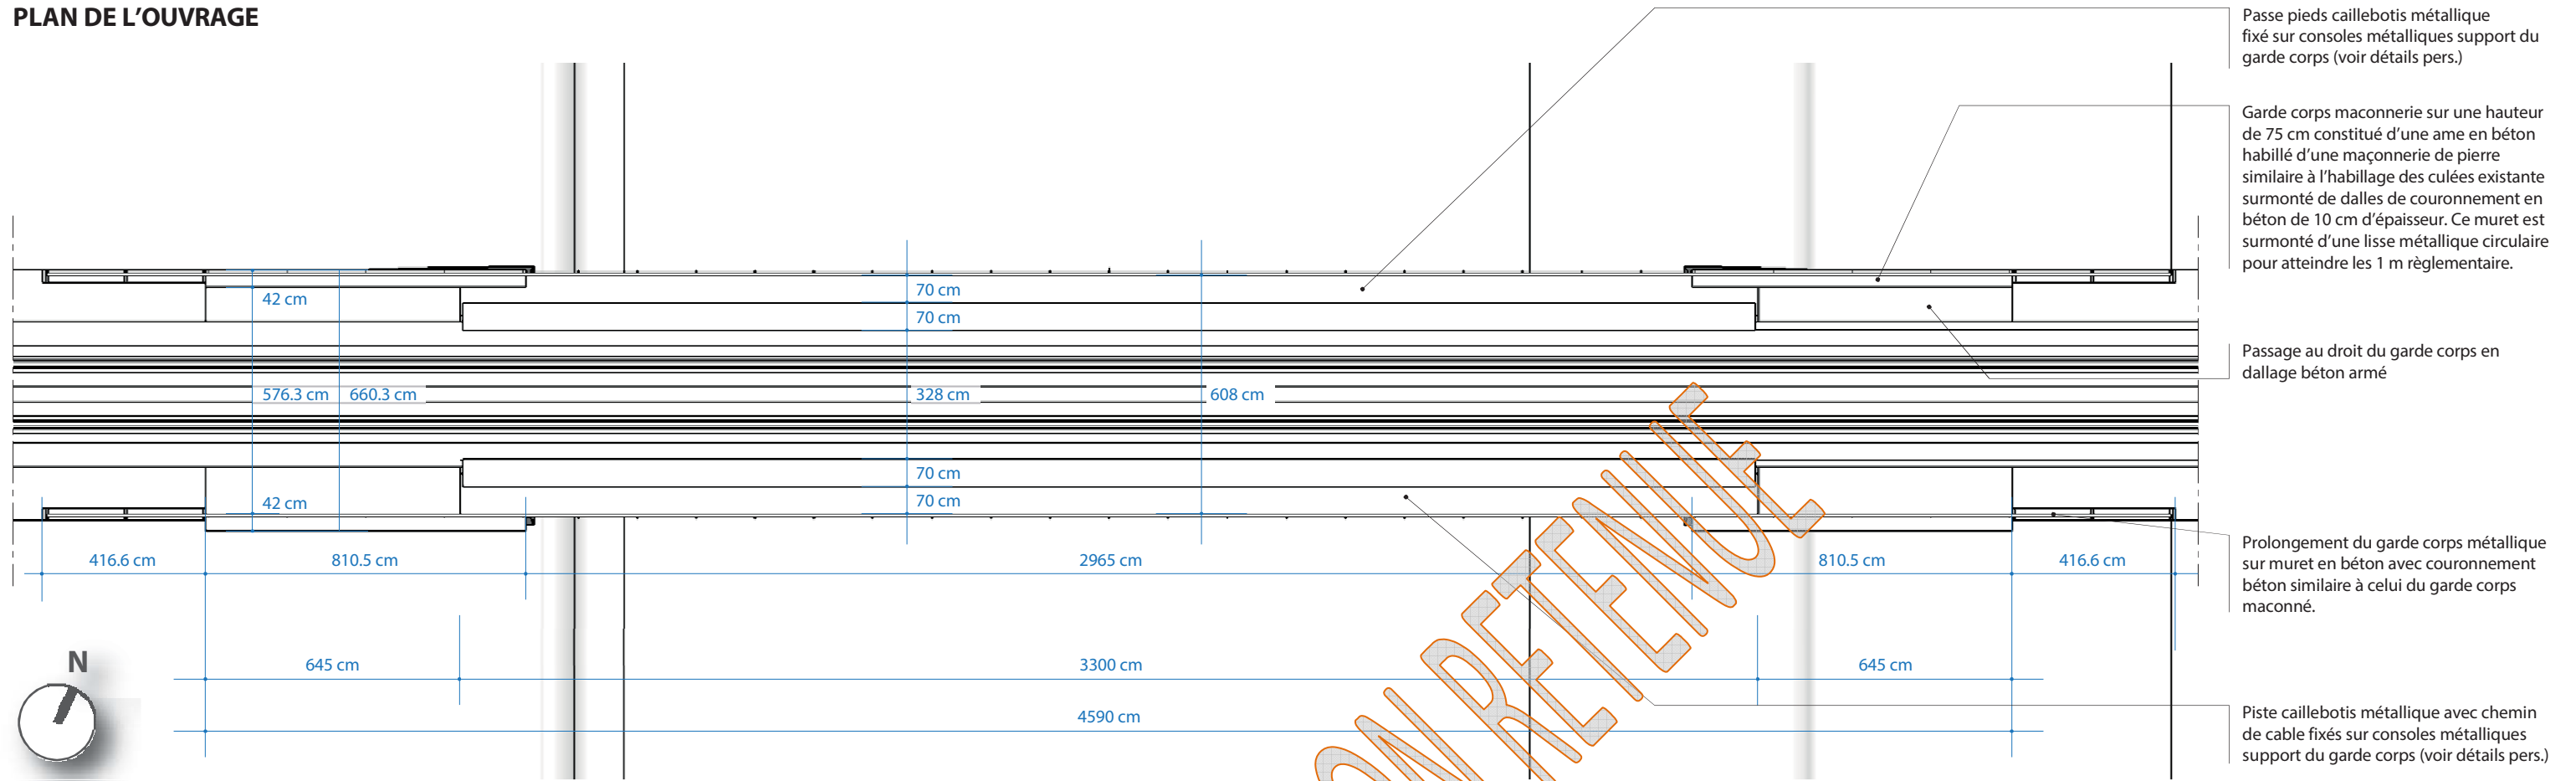 PLAN DE L’OUVRAGE
Passe pieds caillebotis métallique
fixé sur consoles métalliques support du
garde corps (voir détails pers.)
Garde corps maconnerie sur une hauteur
de 75 cm constitué d’une ame en béton
habillé d’une maçonnerie de pierre
similaire à l’habillage des culées existante
surmonté de dalles de couronnement en
béton de 10 cm d’épaisseur. Ce muret est
surmonté d’une lisse métallique circulaire
pour atteindre les 1 m règlementaire.
42 cm
70 cm
70 cm
Passage au droit du garde corps en
dallage béton armé
576.3 cm
660.3 cm
328 cm
608 cm
70 cm
42 cm
70 cm
416.6 cm
810.5 cm
2965 cm
810.5 cm
416.6 cm
Prolongement du garde corps métallique
sur muret en béton avec couronnement
béton similaire à celui du garde corps
maconné.
N
645 cm
3300 cm
645 cm
4590 cm
Piste caillebotis métallique avec chemin
de cable fixés sur consoles métalliques
support du garde corps (voir détails pers.)
ON RETENUE